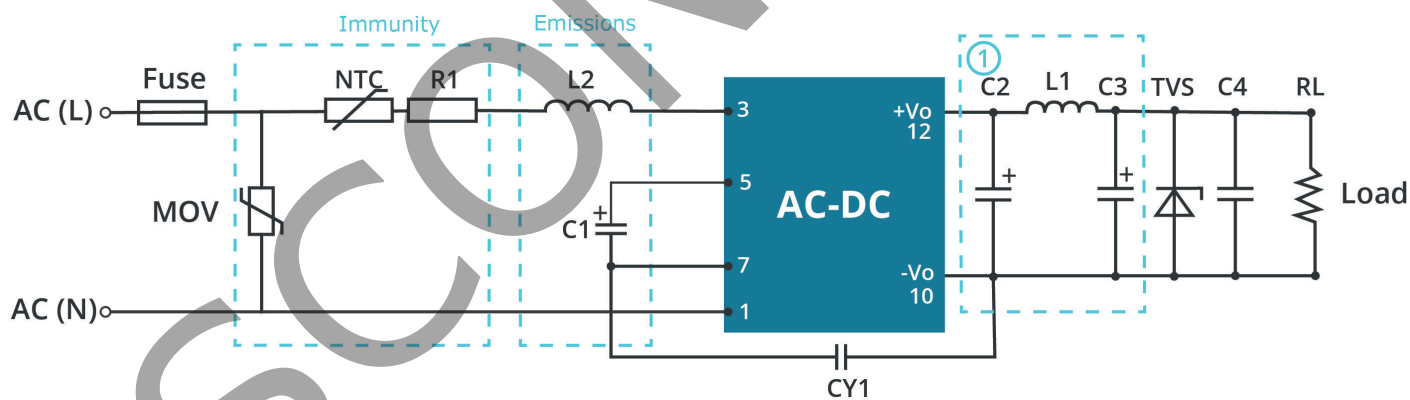 Immunity
Emissions
Fuse
NTC
R1
L2
AC (L)
3
+Vo
12
1
C2
L1
C3
TVS
C4
RL
5
+
C1
AC-DC
+
+
MOV
Load
7
-Vo
10
AC (N)
1
CY1